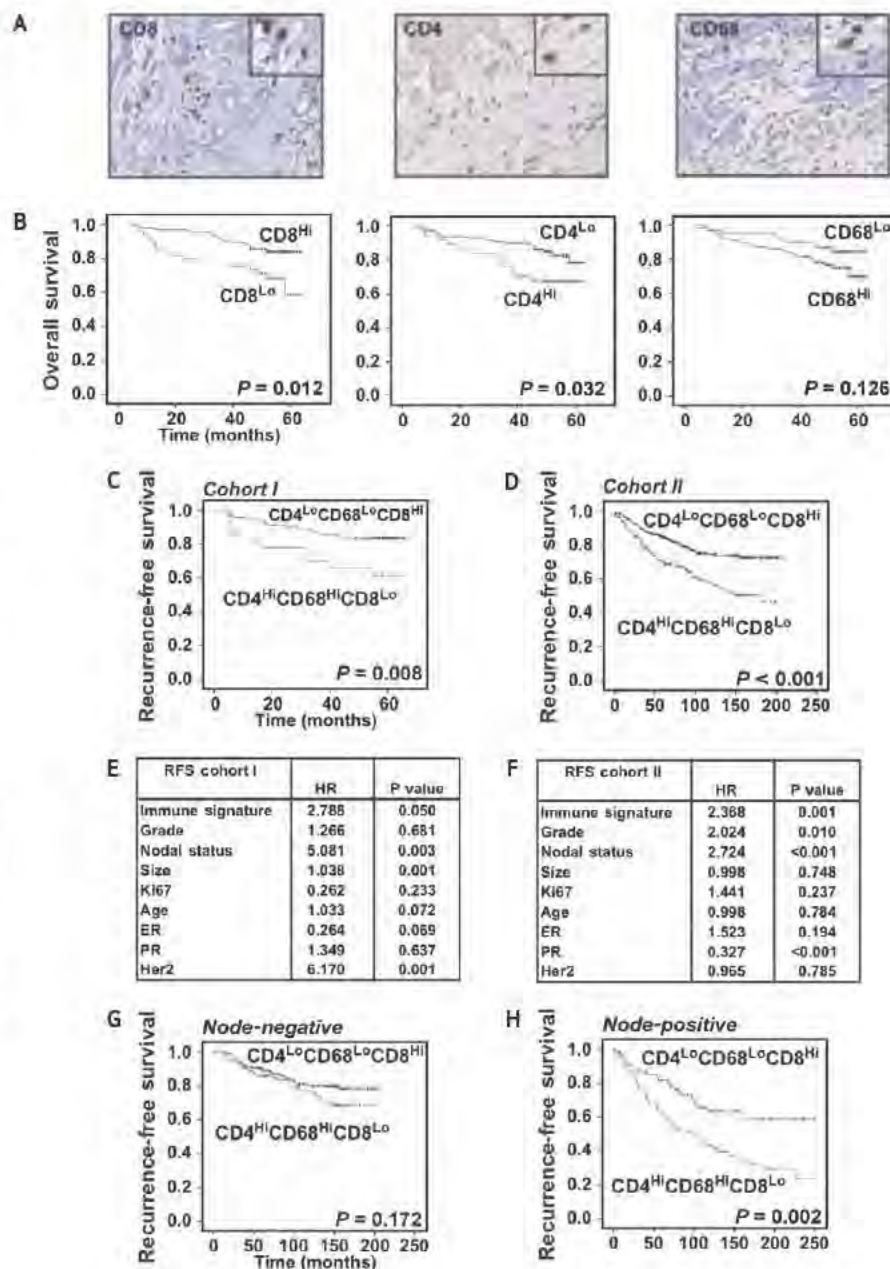 A
CD8
CD4
CD68
B
Overall survival
1.0
0.8
0.6
0.4
0.2
0.0
CD8Hi
CD8Lo
P = 0.012
0 20 40 60
Time (months)
1.0
0.8
0.6
0.4
0.2
0.0
CD4Lo
CD4Hi
P = 0.032
0 20 40 60
1.0
0.8
0.6
0.4
0.2
0.0
CD68Lo
CD68Hi
P = 0.126
0 20 40 60
C
Cohort I
Recurrence-free survival
1.0
0.8
0.6
0.4
0.2
0.0
CD4LoCD68LoCD8Hi
CD4HiCD68HiCD8Lo
P = 0.008
0 20 40 60
Time (months)
D
Cohort II
Recurrence-free survival
1.0
0.8
0.6
0.4
0.2
0.0
CD4LoCD68LoCD8Hi
CD4HiCD68HiCD8Lo
P < 0.001
0 50 100 150 200 250
E
RFS cohort I
HR P value
Immune signature 2.788 0.050
Grade 1.266 0.681
Nodal status 5.081 0.003
Size 1.038 0.001
Ki67 0.262 0.233
Age 1.033 0.072
ER 0.264 0.069
PR 1.349 0.637
Her2 6.170 0.001
F
RFS cohort II
HR P value
Immune signature 2.368 0.001
Grade 2.024 0.010
Nodal status 2.724 <0.001
Size 0.998 0.748
Ki67 1.441 0.237
Age 0.998 0.784
ER 1.523 0.194
PR 0.327 <0.001
Her2 0.965 0.785
G
Node-negative
Recurrence-free survival
1.0
0.8
0.6
0.4
0.2
0.0
CD4LoCD68LoCD8Hi
CD4HiCD68HiCD8Lo
P = 0.172
0 50 100 150 200 250
Time (months)
H
Node-positive
Recurrence-free survival
1.0
0.8
0.6
0.4
0.2
0.0
CD4LoCD68LoCD8Hi
CD4HiCD68HiCD8Lo
P = 0.002
0 50 100 150 200 250